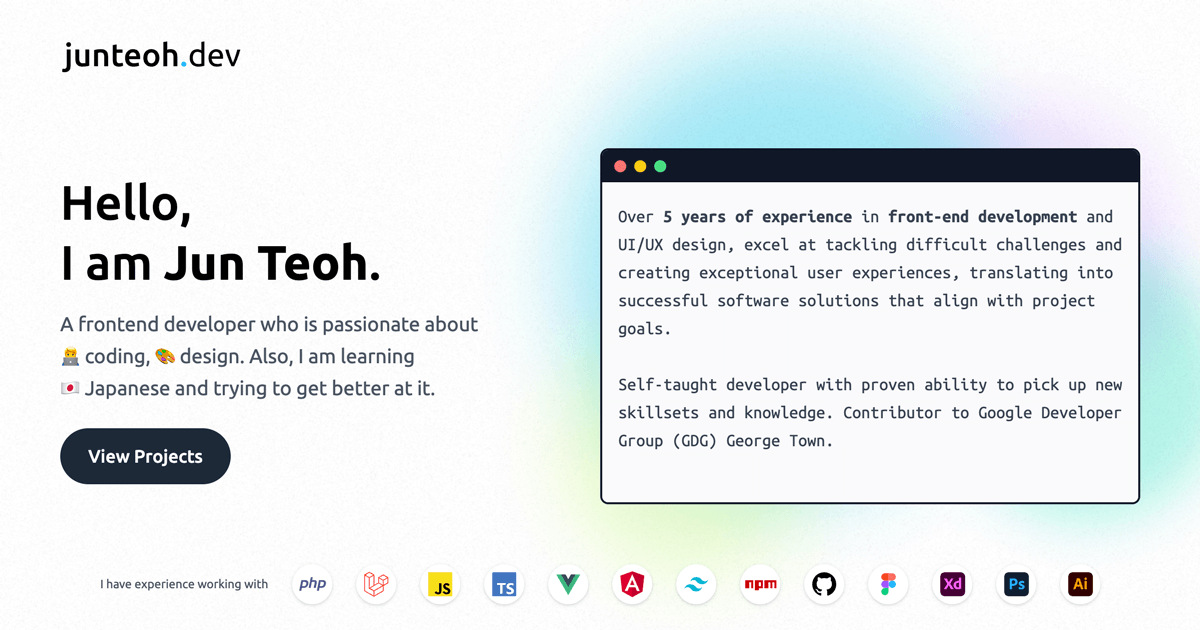 junteoh.dev
Hello,
I am Jun Teoh.
A frontend developer who is passionate about
coding, design. Also, I am learning
Japanese and trying to get better at it.
View Projects
Over 5 years of experience in front-end development and
UI/UX design, excel at tackling difficult challenges and
creating exceptional user experiences, translating into
successful software solutions that align with project
goals.
Self-taught developer with proven ability to pick up new
skillsets and knowledge. Contributor to Google Developer
Group (GDG) George Town.
I have experience working with
php
JS
TS
A
npm
Xd
Ps
Ai